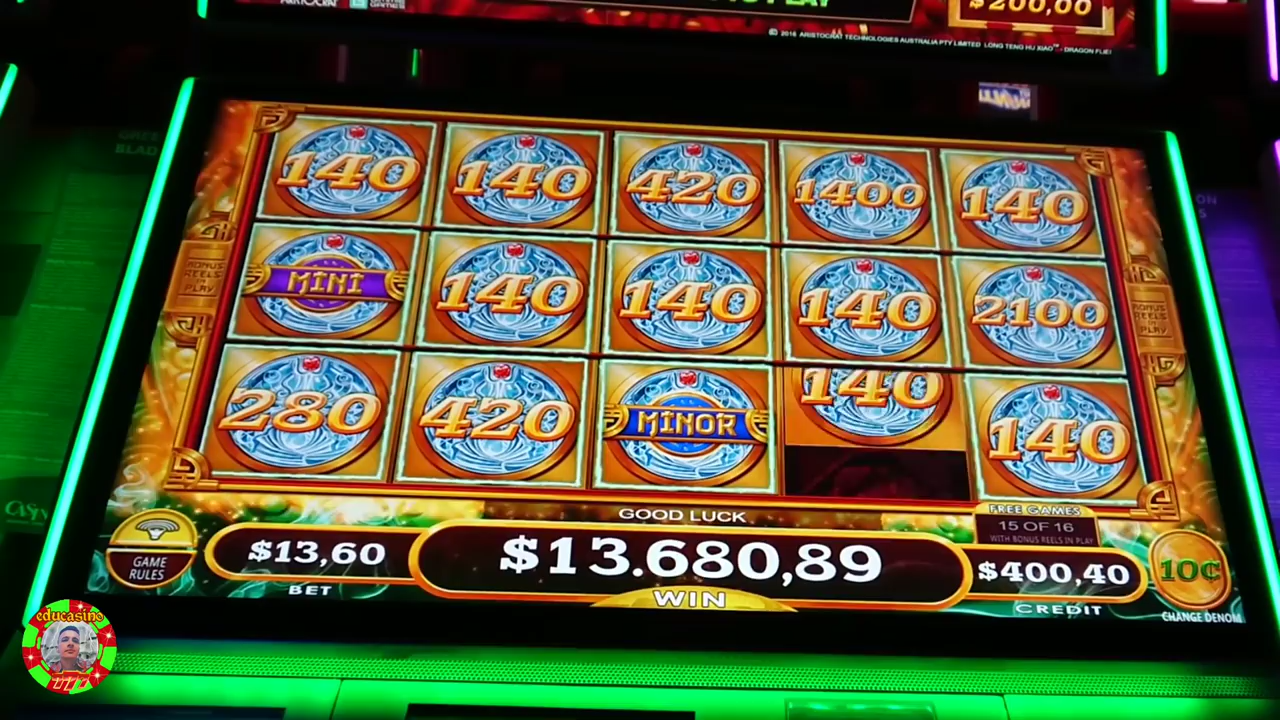 ARISTOCRAT
$200,00
© 2016 ARISTOCRAT TECHNOLOGIES AUSTRALIA PTY LIMITED LONG TENG HU XIAO™, DRAGON FLIES
140 140 420 1400 140
MINI 140 140 140 2100
280 420 MINOR 140 140
BONUS REELS IN PLAY
BONUS REELS IN PLAY
GOOD LUCK
FREE GAMES
15 OF 16
WITH BONUS REELS IN PLAY
GAME RULES
$13,60
BET
$13.680,89
WIN
$400,40
CREDIT
10¢
CHANGE DENOM
educasino